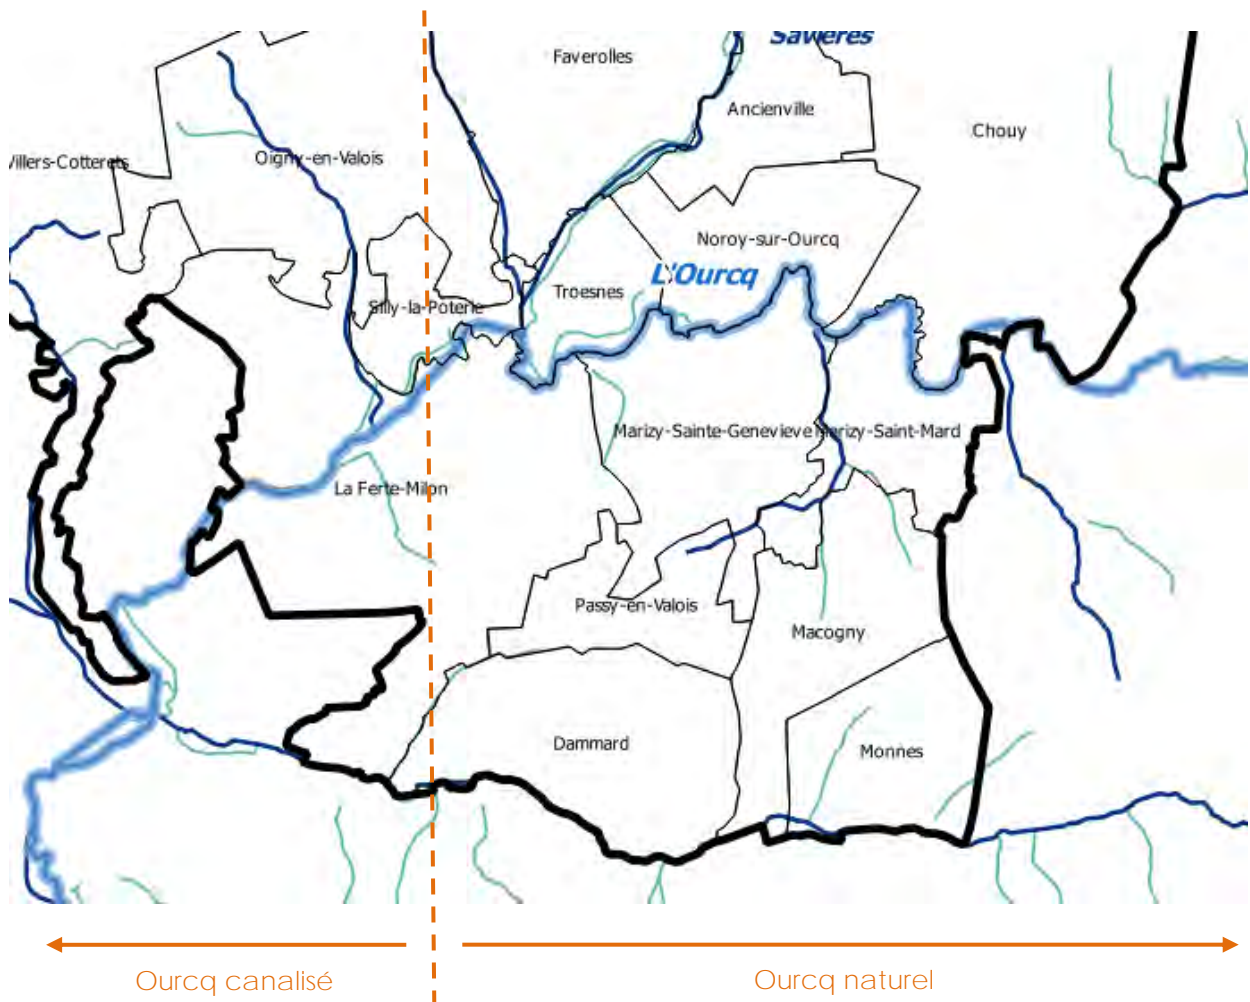 Savières
Faverolles
Ancienville
Chouy
Villers-Cotterets
Oigny-en-Valois
Noroy-sur-Ourcq
L'Ourcq
Troesnes
Silly-la-Poterie
Marizy-Sainte-Genevieve
Marizy-Saint-Mard
La Ferte-Milon
Passy-en-Valois
Macogny
Dammard
Monnes
Ourcq canalisé
Ourcq naturel